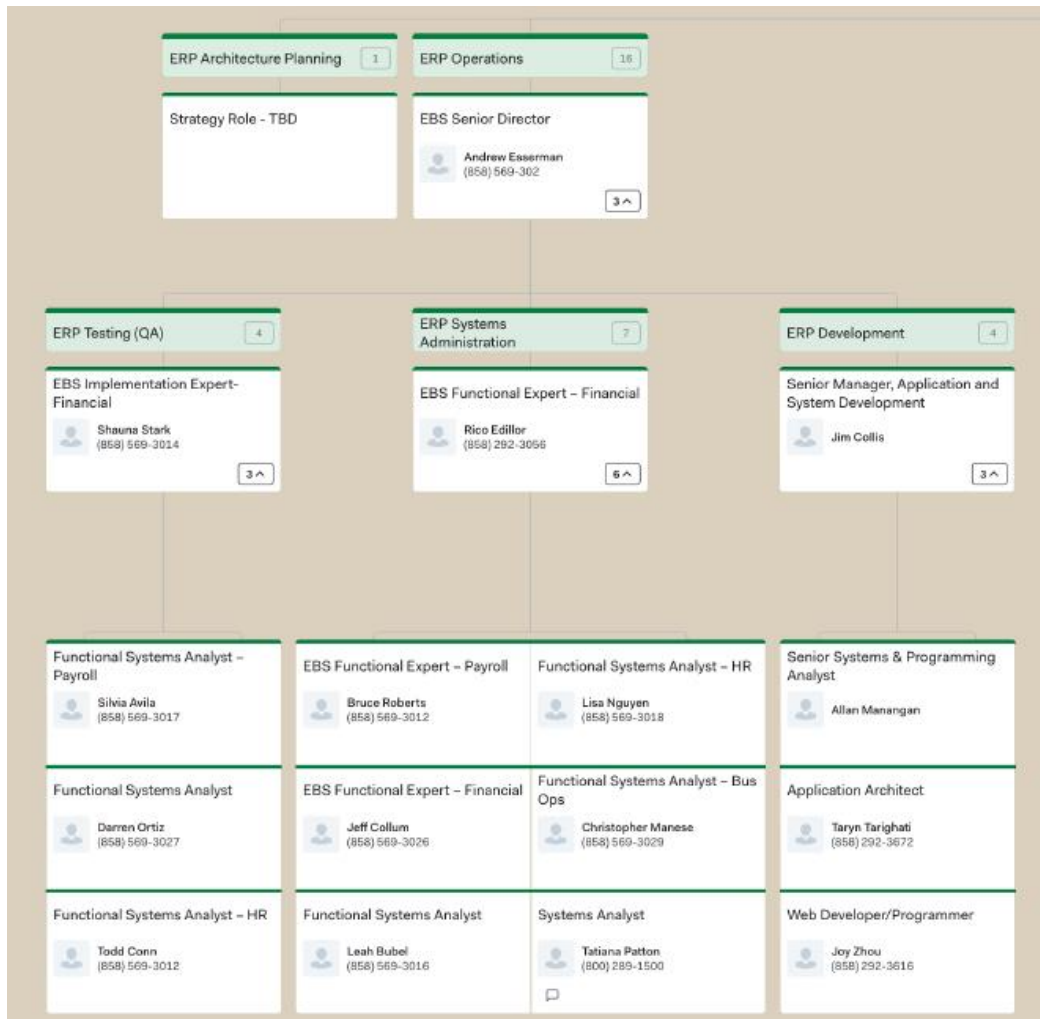 ERP Architecture Planning 1
ERP Operations 16
Strategy Role - TBD
EBS Senior Director
Andrew Esserman
(858) 569-302
3
ERP Testing (QA) 4
ERP Systems
Administration
7
ERP Development 4
EBS Implementation Expert-
Financial
Shauna Stark
(858) 569-3014
3
EBS Functional Expert – Financial
Rico Edillor
(858) 292-3056
6
Senior Manager, Application and
System Development
Jim Collis
3
Functional Systems Analyst –
Payroll
Silvia Avila
(858) 569-3017
EBS Functional Expert – Payroll
Bruce Roberts
(858) 569-3012
Functional Systems Analyst – HR
Lisa Nguyen
(858) 569-3018
Senior Systems & Programming
Analyst
Allan Manangan
Functional Systems Analyst
Darren Ortiz
(858) 569-3027
EBS Functional Expert – Financial
Jeff Collum
(858) 569-3026
Functional Systems Analyst – Bus
Ops
Christopher Manese
(858) 569-3029
Application Architect
Taryn Tarighati
(858) 292-3672
Functional Systems Analyst – HR
Todd Conn
(858) 569-3012
Functional Systems Analyst
Leah Bubel
(858) 569-3016
Systems Analyst
Tatiana Patton
(800) 289-1500
Web Developer/Programmer
Joy Zhou
(858) 292-3616